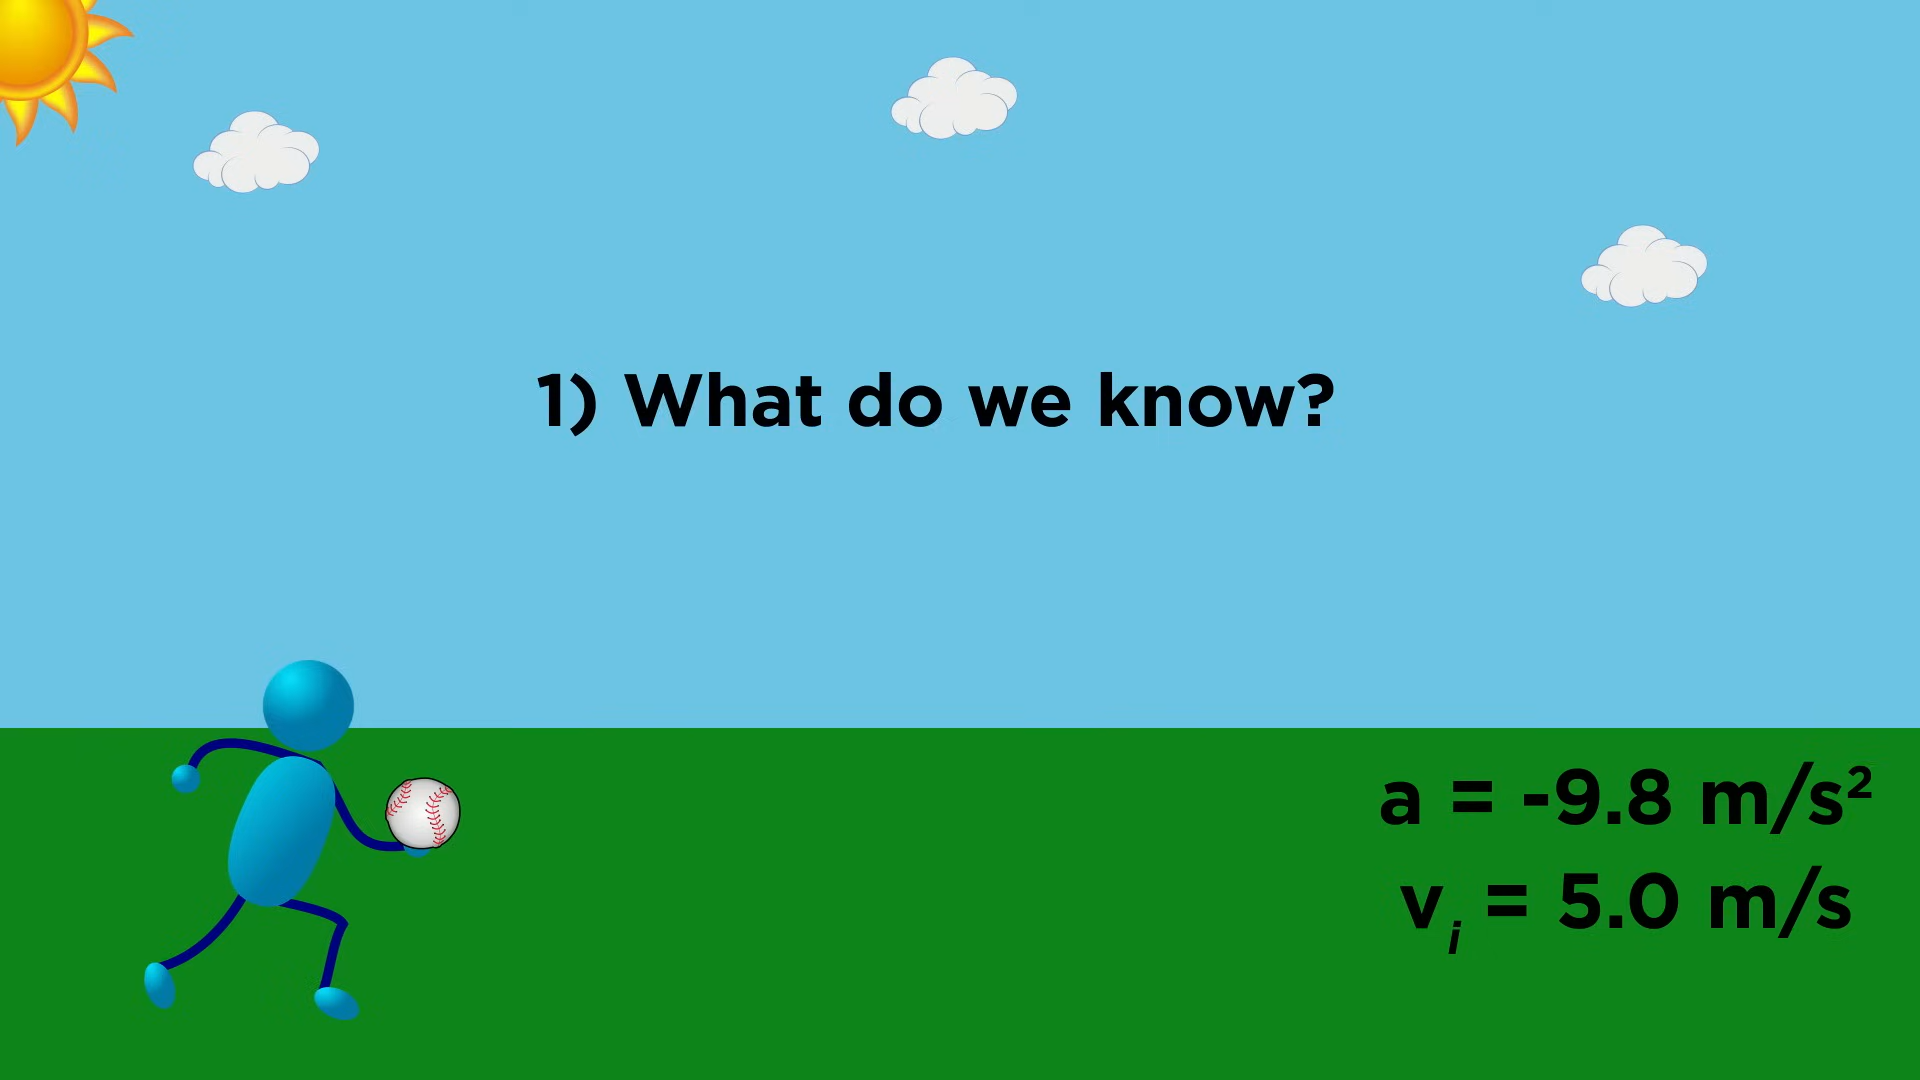 1) What do we know?
a = -9.8 m/s²
vᵢ = 5.0 m/s